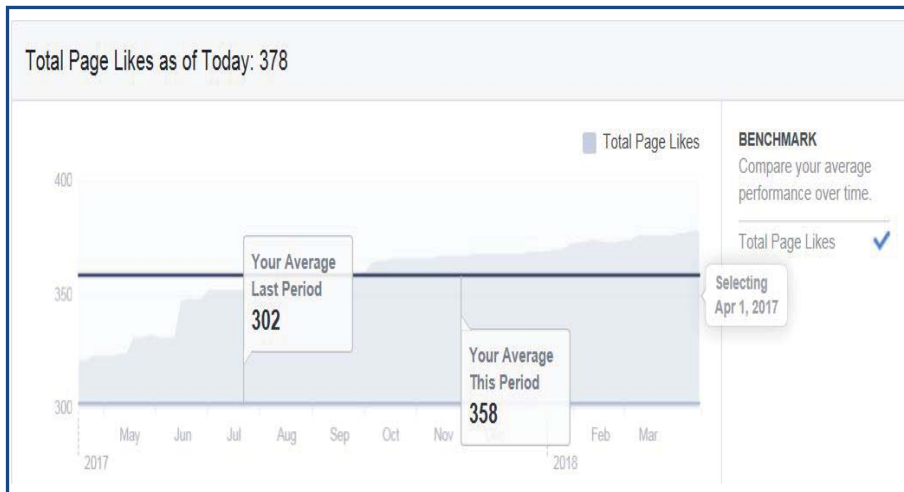 Total Page Likes as of Today: 378
Total Page Likes
BENCHMARK
Compare your average
performance over time.
Total Page Likes
400
350
300
Your Average
Last Period
302
Your Average
This Period
358
Selecting
Apr 1, 2017
May Jun Jul Aug Sep Oct Nov Feb Mar
2017 2018